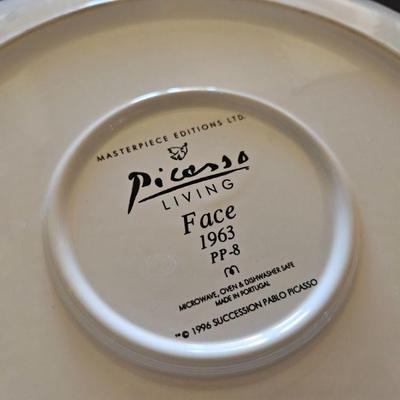 MASTERPIECE EDITIONS LTD.
Picasso
LIVING
Face
1963
PP-8
MICROWAVE, OVEN & DISHWASHER SAFE
MADE IN PORTUGAL
™© 1996 SUCCESSION PABLO PICASSO